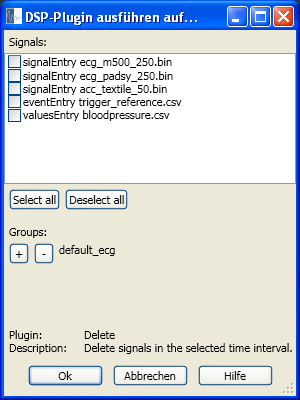 DSP-Plugin ausführen auf...
Signals:
signalEntry ecg_m500_250.bin
signalEntry ecg_padsy_250.bin
signalEntry acc_textile_50.bin
eventEntry trigger_reference.csv
valuesEntry bloodpressure.csv
Select all Deselect all
Groups:
+ - default_ecg
Plugin: Delete
Description: Delete signals in the selected time interval.
Ok Abbrechen Hilfe